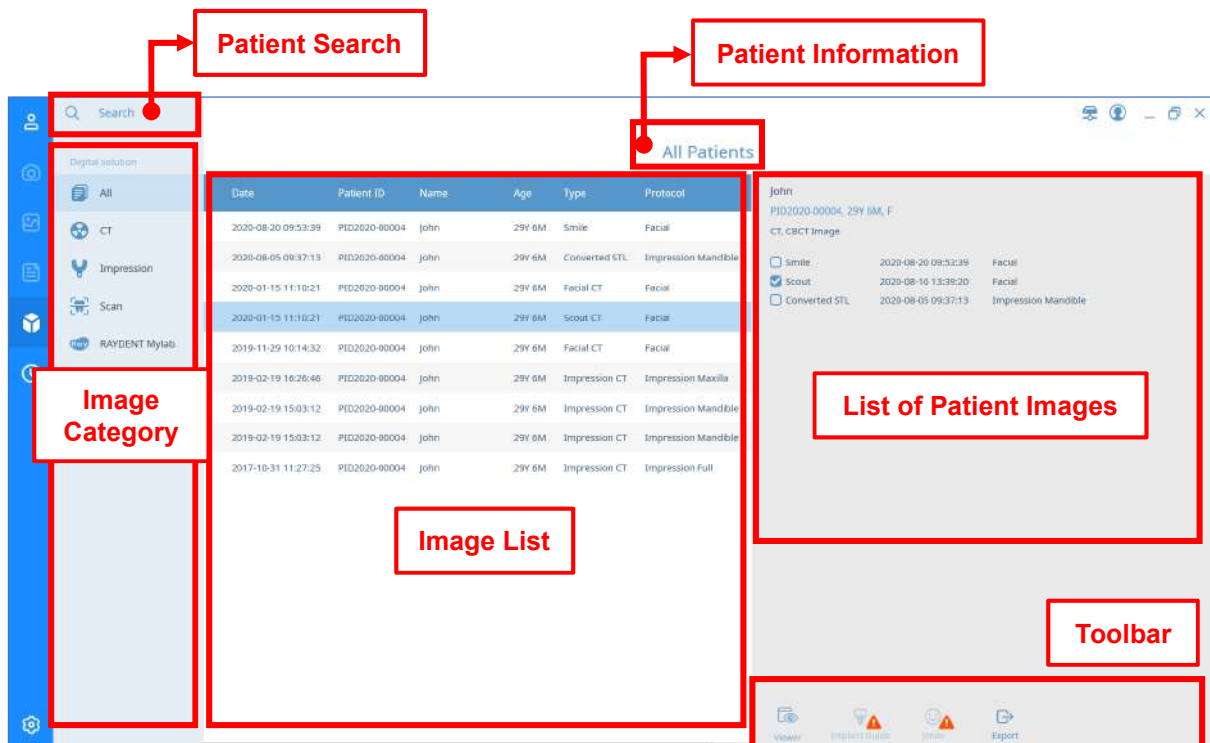 Patient Search
Patient Information
Search
All Patients
Digital solution
All
CT
Impression
Scan
RAYDENT Mylab
Image
Category
Date Patient ID Name Age Type Protocol
2020-08-20 09:53:39 PID2020-00004 John 29Y 6M Smile Facial
2020-08-05 09:37:13 PID2020-00004 John 29Y 6M Converted STL Impression Mandible
2020-01-15 11:10:21 PID2020-00004 John 29Y 6M Facial CT Facial
2020-01-15 11:10:21 PID2020-00004 John 29Y 6M Scout CT Facial
2019-11-29 10:14:32 PID2020-00004 John 29Y 6M Facial CT Facial
2019-02-19 16:26:46 PID2020-00004 John 29Y 6M Impression CT Impression Maxilla
2019-02-19 15:03:12 PID2020-00004 John 29Y 6M Impression CT Impression Mandible
2019-02-19 15:03:12 PID2020-00004 John 29Y 6M Impression CT Impression Mandible
2017-10-31 11:27:25 PID2020-00004 John 29Y 6M Impression CT Impression Full
Image List
John
PID2020-00004, 29Y 6M, F
CT, CBCT Image
Smile 2020-08-20 09:53:39 Facial
Scout 2020-08-10 13:39:20 Facial
Converted STL 2020-08-05 09:37:13 Impression Mandible
List of Patient Images
Toolbar
Viewer Implant Guide Smile Export